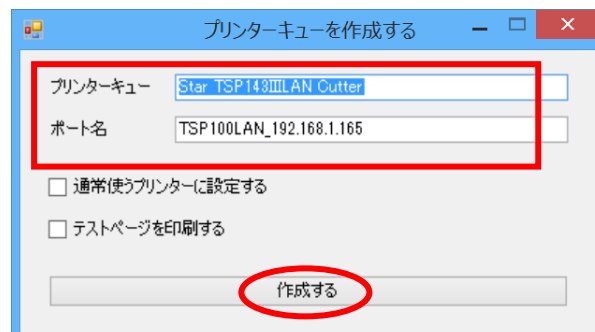 プリンターキューを作成する
プリンターキュー Star TSP143ⅢLAN Cutter
ポート名 TSP100LAN_192.168.1.165
通常使うプリンターに設定する
テストページを印刷する
作成する